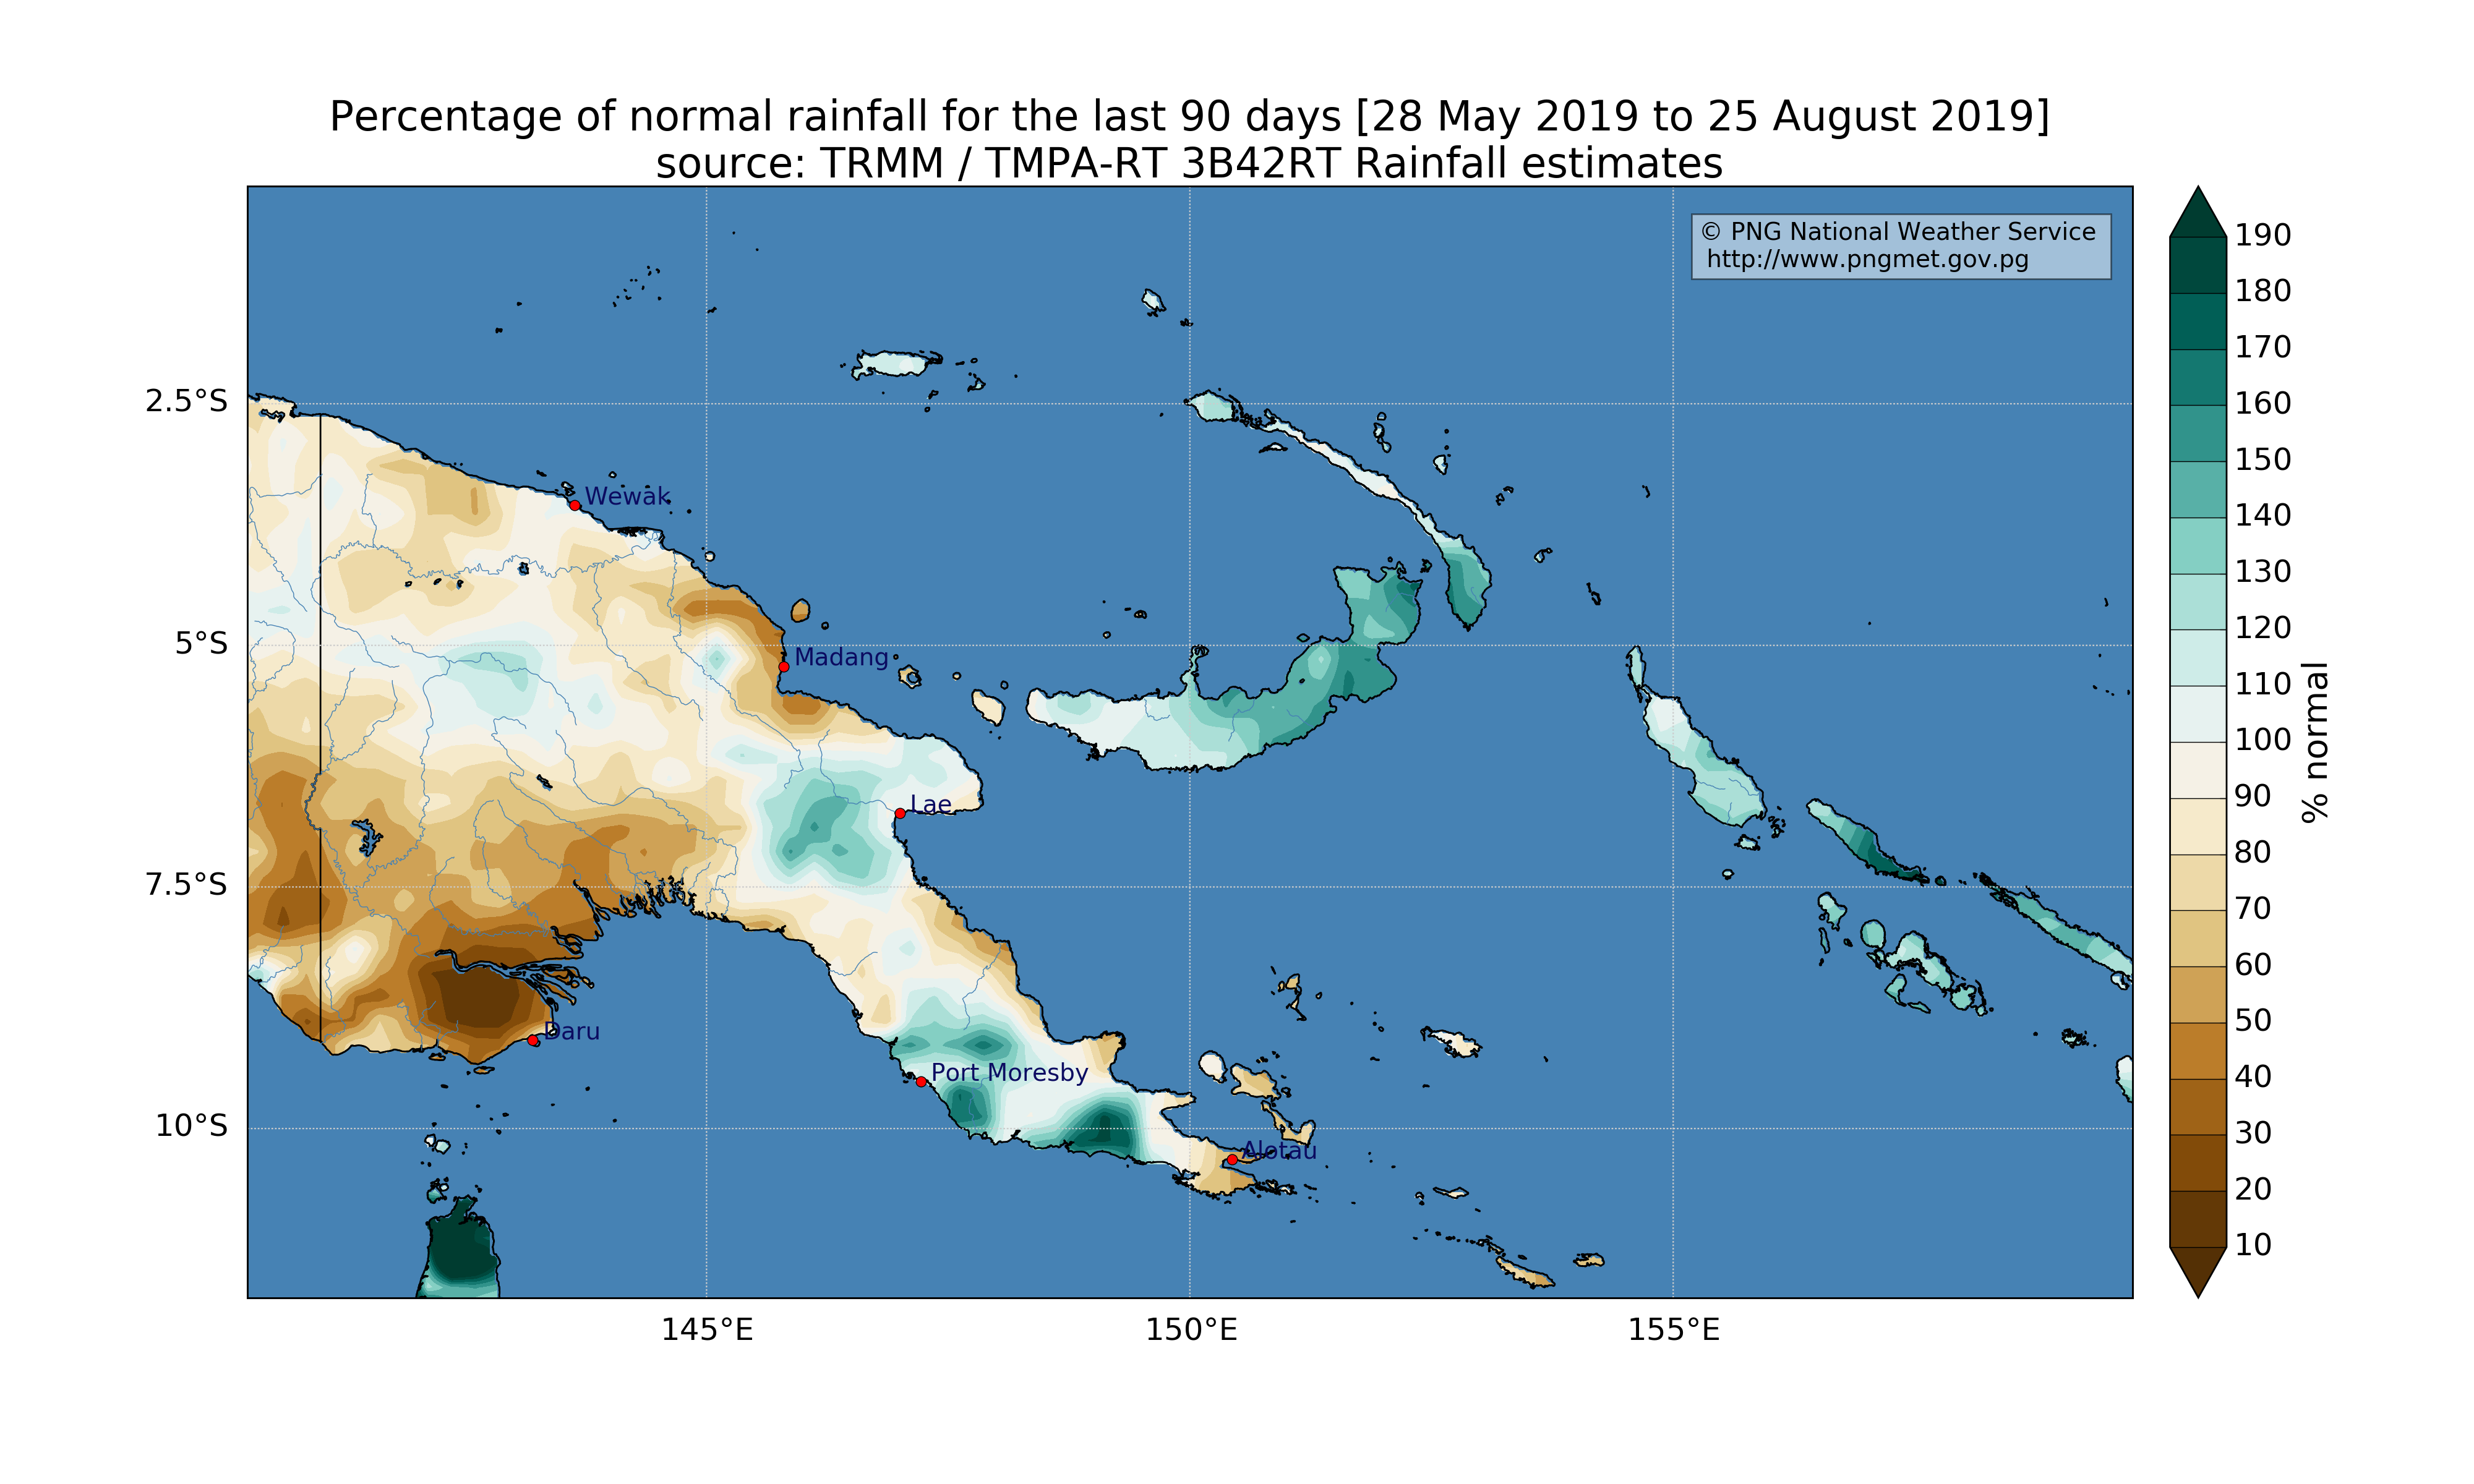 Percentage of normal rainfall for the last 90 days [28 May 2019 to 25 August 2019]
source: TRMM / TMPA-RT 3B42RT Rainfall estimates
© PNG National Weather Service
http://www.pngmet.gov.pg
2.5°S
5°S
7.5°S
10°S
Wewak
Madang
Lae
Daru
Port Moresby
Alotau
145°E
150°E
155°E
190
180
170
160
150
140
130
120
110
100
90
80
70
60
50
40
30
20
10
% normal